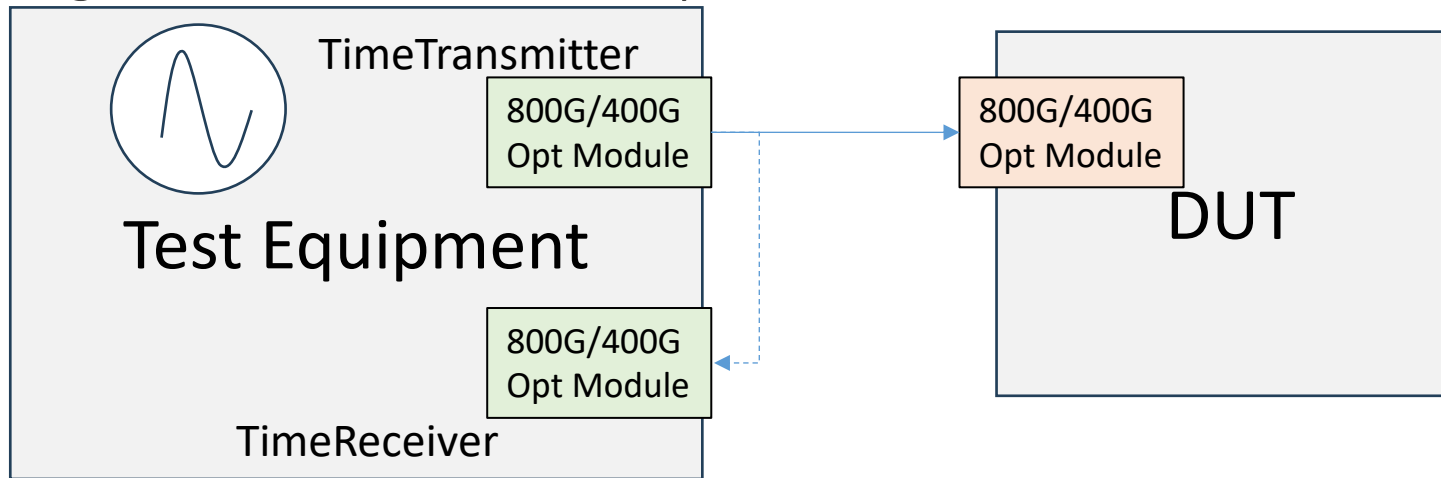 TimeTransmitter
800G/400G
Opt Module
800G/400G
Opt Module
Test Equipment
DUT
800G/400G
Opt Module
TimeReceiver